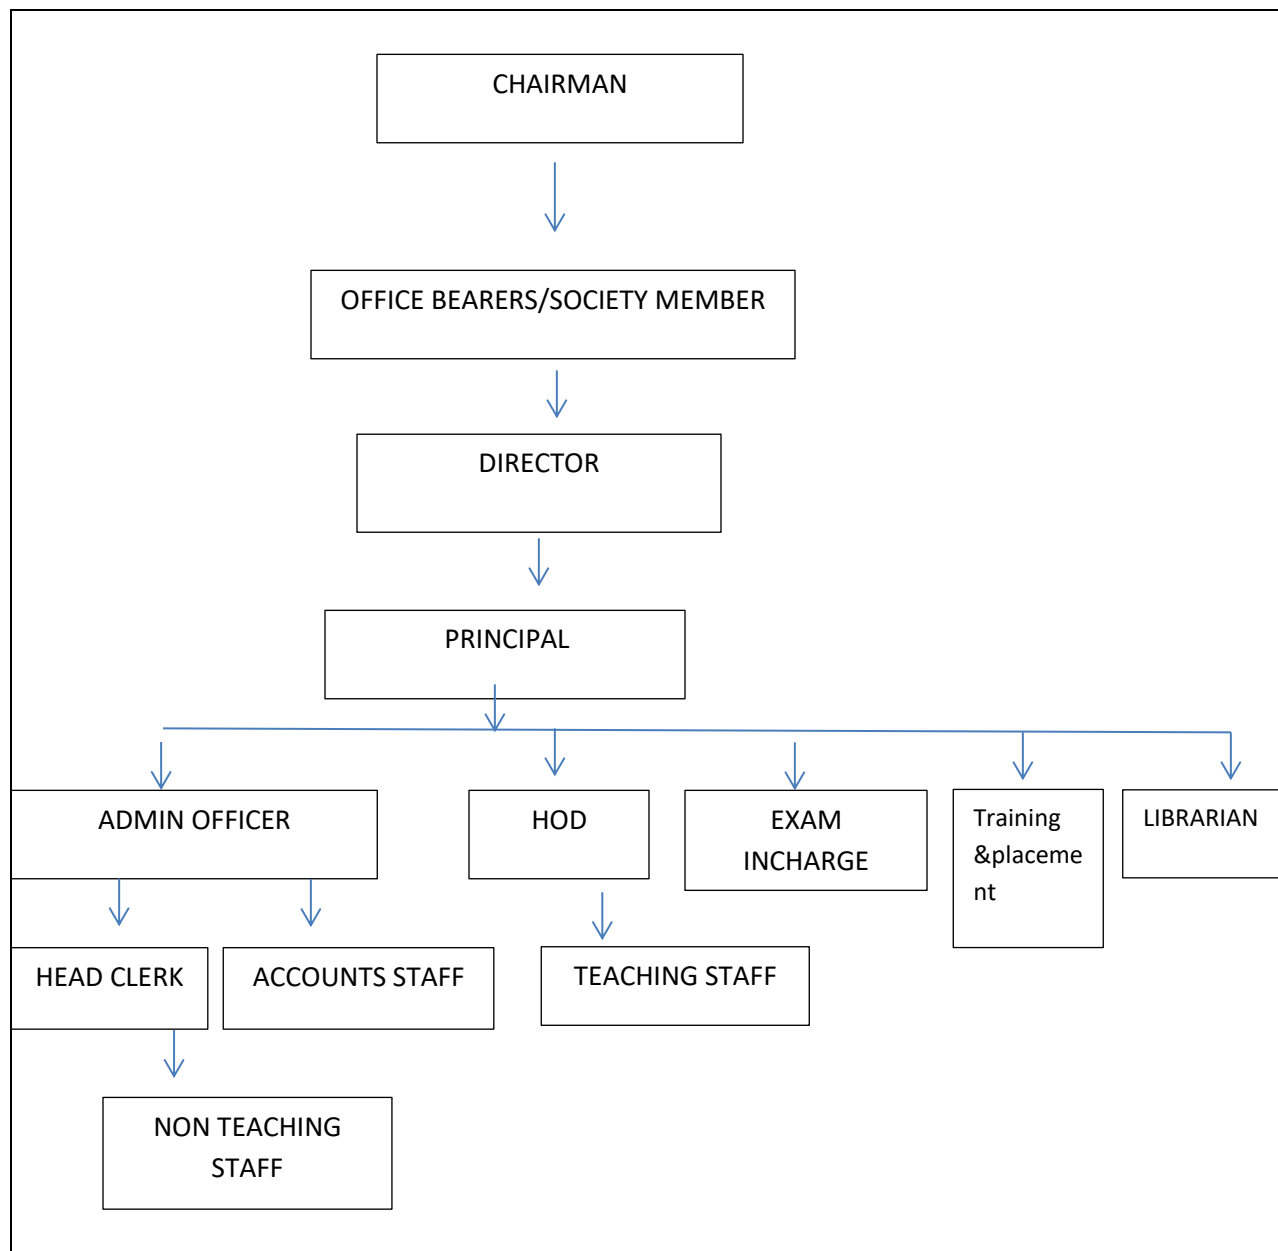 CHAIRMAN
OFFICE BEARERS/SOCIETY MEMBER
DIRECTOR
PRINCIPAL
ADMIN OFFICER
HOD
EXAM
INCHARGE
Training
&placeme
nt
LIBRARIAN
HEAD CLERK
ACCOUNTS STAFF
TEACHING STAFF
NON TEACHING
STAFF